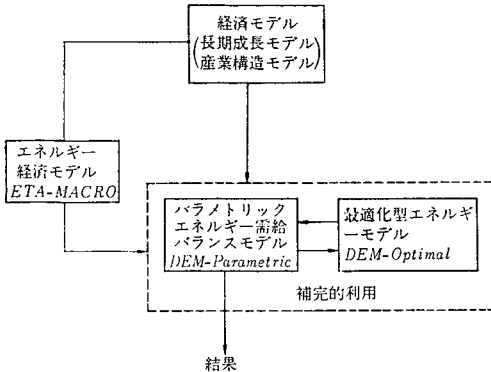 経済モデル
(長期成長モデル
産業構造モデル)
エネルギー
経済モデル
ETA-MACRO
パラメトリック
エネルギー需給
バランスモデル
DEM-Parametric
最適化型エネルギ
ーモデル
DEM-Optimal
補完的利用
結果